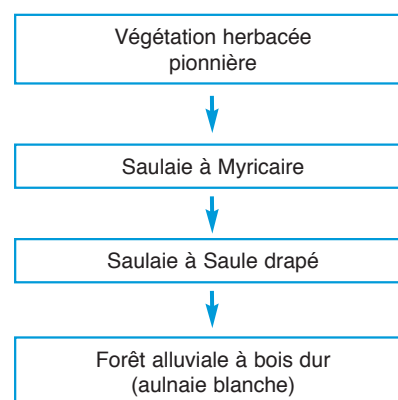 Végétation herbacée
pionnière
Saulaie à Myricaire
Saulaie à Saule drapé
Forêt alluviale à bois dur
(aulnaie blanche)